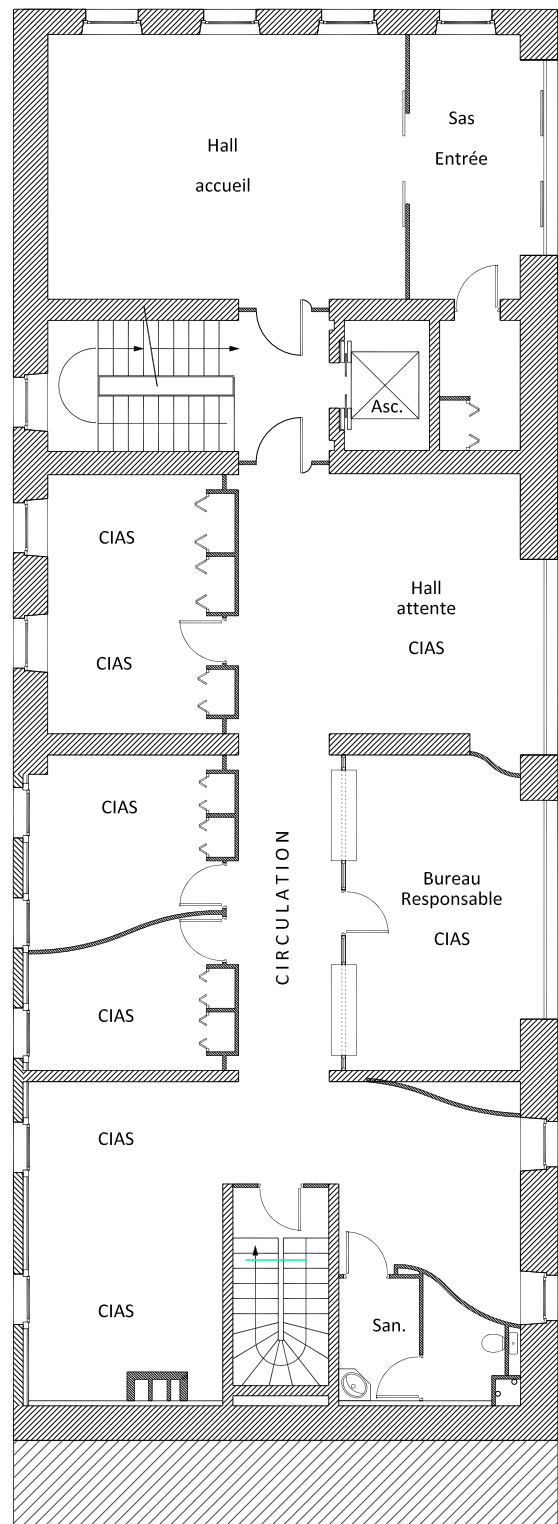 Hall
accueil
Sas
Entrée
Asc.
CIAS
CIAS
Hall
attente
CIAS
CIAS
CIRCULATION
Bureau
Responsable
CIAS
CIAS
CIAS
CIAS
San.